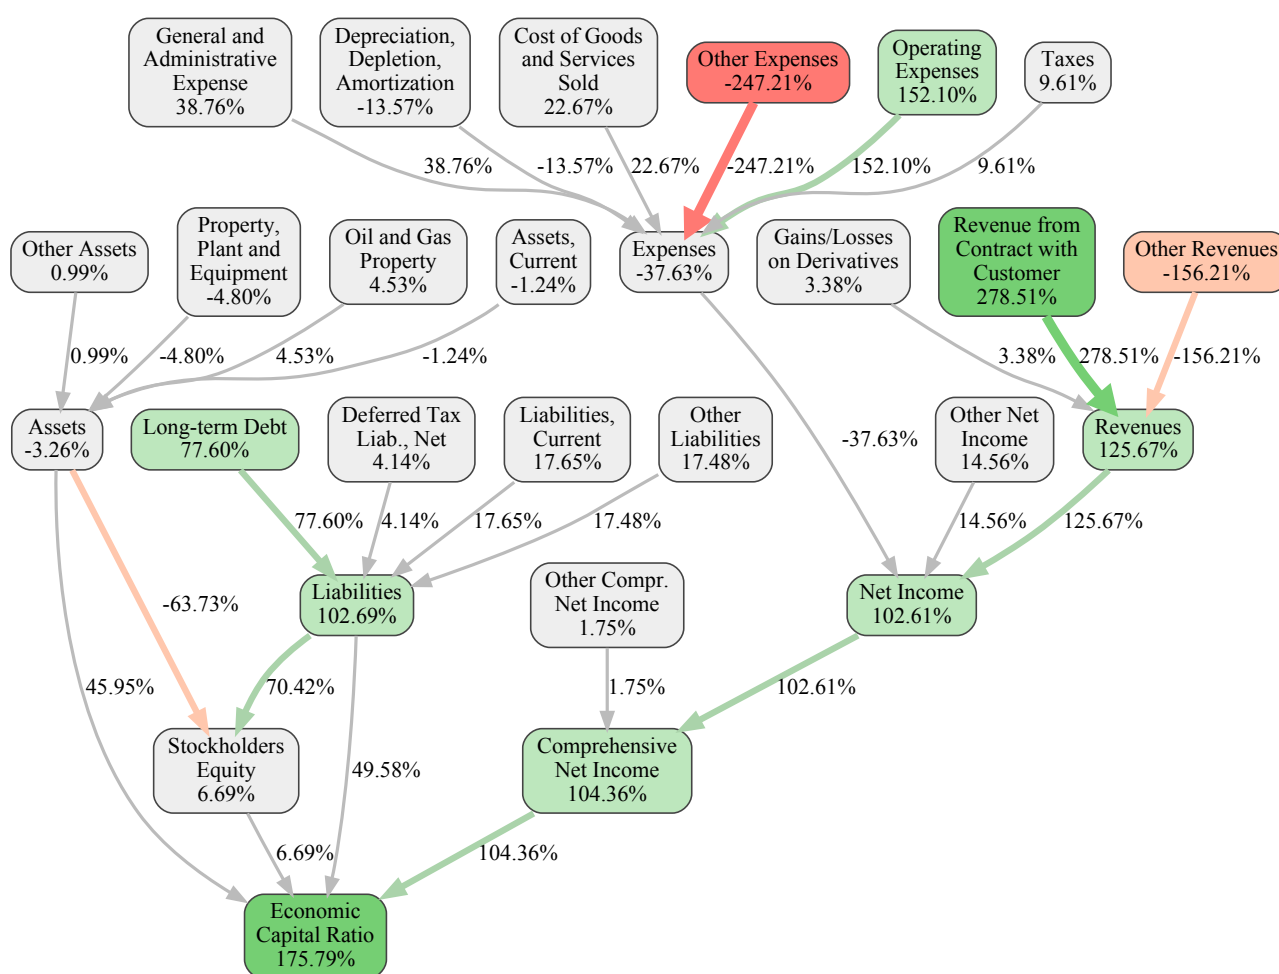 General and
Administrative
Expense
38.76%
Depreciation,
Depletion,
Amortization
-13.57%
Cost of Goods
and Services
Sold
22.67%
Other Expenses
-247.21%
Operating
Expenses
152.10%
Taxes
9.61%
38.76%
-13.57%
22.67%
-247.21%
152.10%
9.61%
Other Assets
0.99%
Property,
Plant and
Equipment
-4.80%
Oil and Gas
Property
4.53%
Assets,
Current
-1.24%
Expenses
-37.63%
Gains/Losses
on Derivatives
3.38%
Revenue from
Contract with
Customer
278.51%
Other Revenues
-156.21%
0.99%
-4.80%
4.53%
-1.24%
3.38%
278.51%
-156.21%
Assets
-3.26%
Long-term Debt
77.60%
Deferred Tax
Liab., Net
4.14%
Liabilities,
Current
17.65%
Other
Liabilities
17.48%
-37.63%
Other Net
Income
14.56%
Revenues
125.67%
77.60%
4.14%
17.65%
17.48%
14.56%
125.67%
-63.73%
Liabilities
102.69%
Other Compr.
Net Income
1.75%
Net Income
102.61%
45.95%
70.42%
1.75%
102.61%
Stockholders
Equity
6.69%
49.58%
Comprehensive
Net Income
104.36%
6.69%
104.36%
Economic
Capital Ratio
175.79%